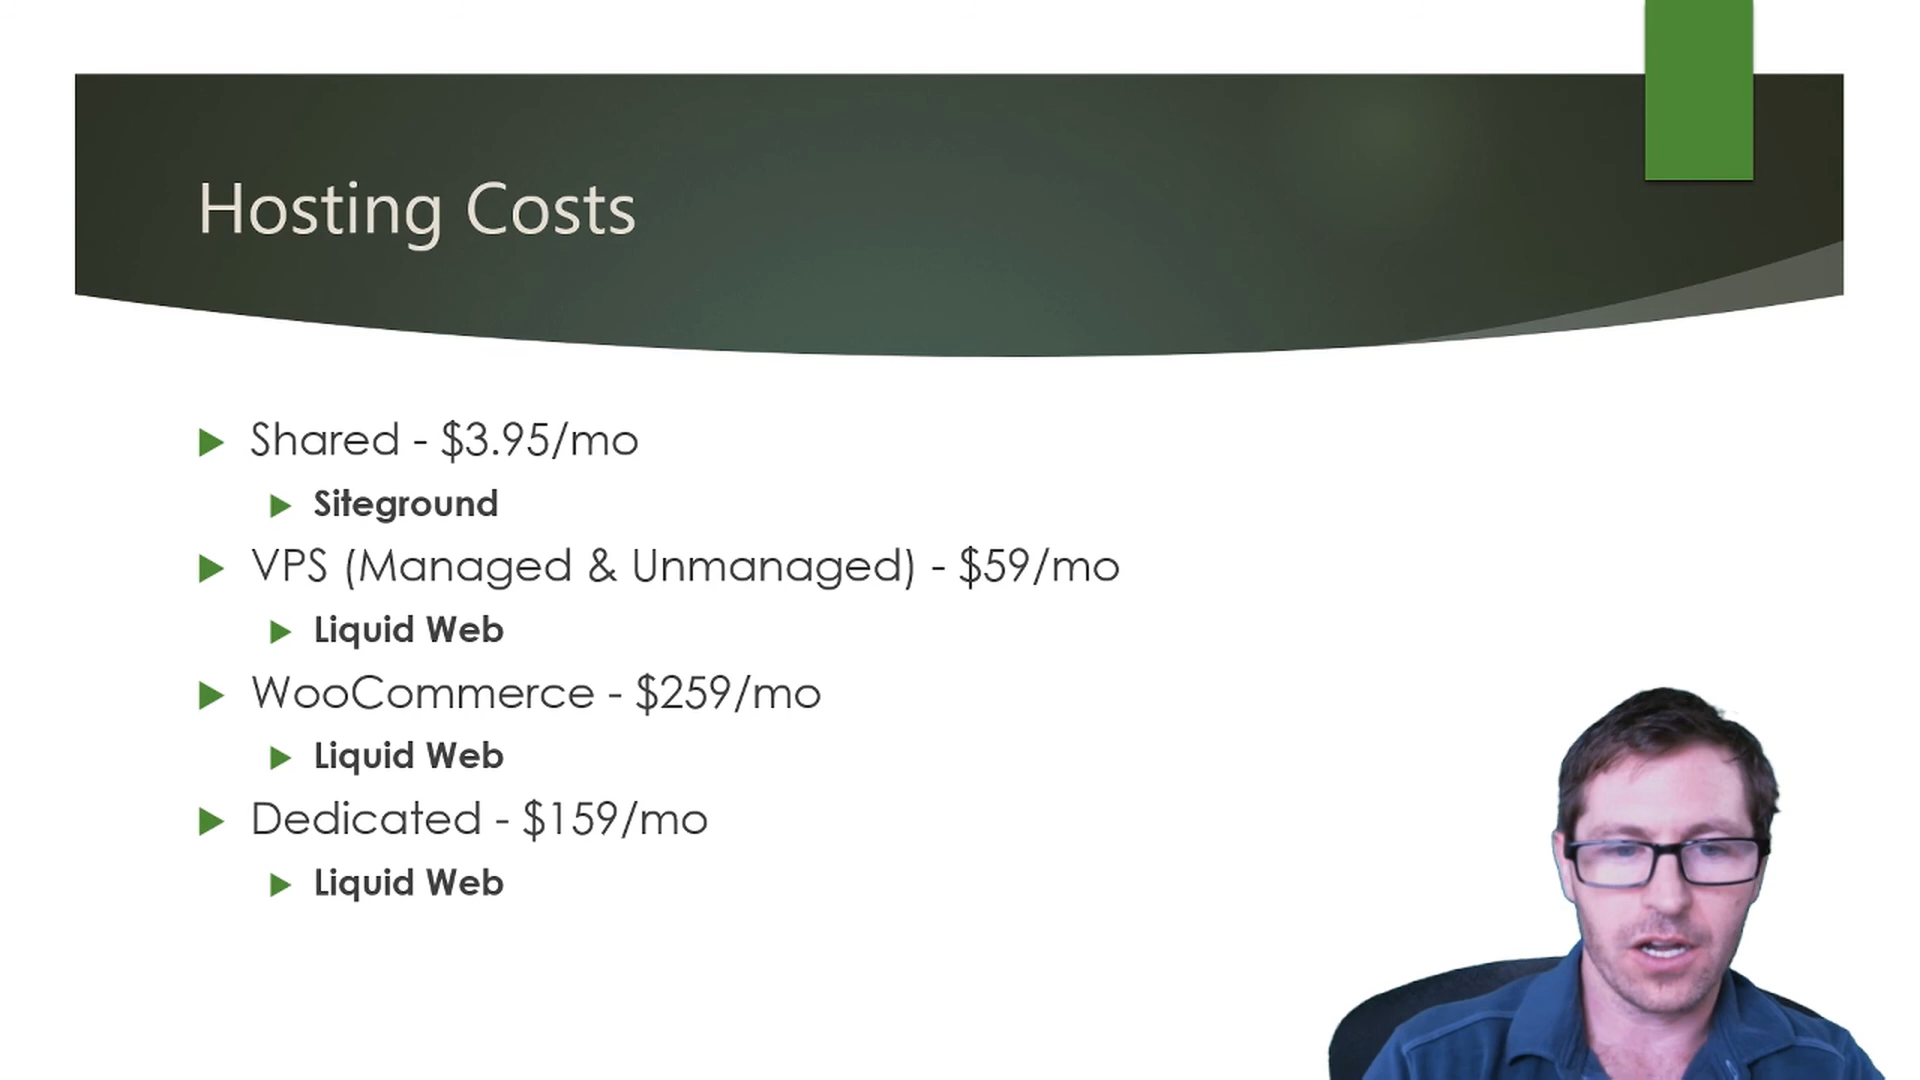 Hosting Costs
Shared - $3.95/mo
Siteground
VPS (Managed & Unmanaged) - $59/mo
Liquid Web
WooCommerce - $259/mo
Liquid Web
Dedicated - $159/mo
Liquid Web